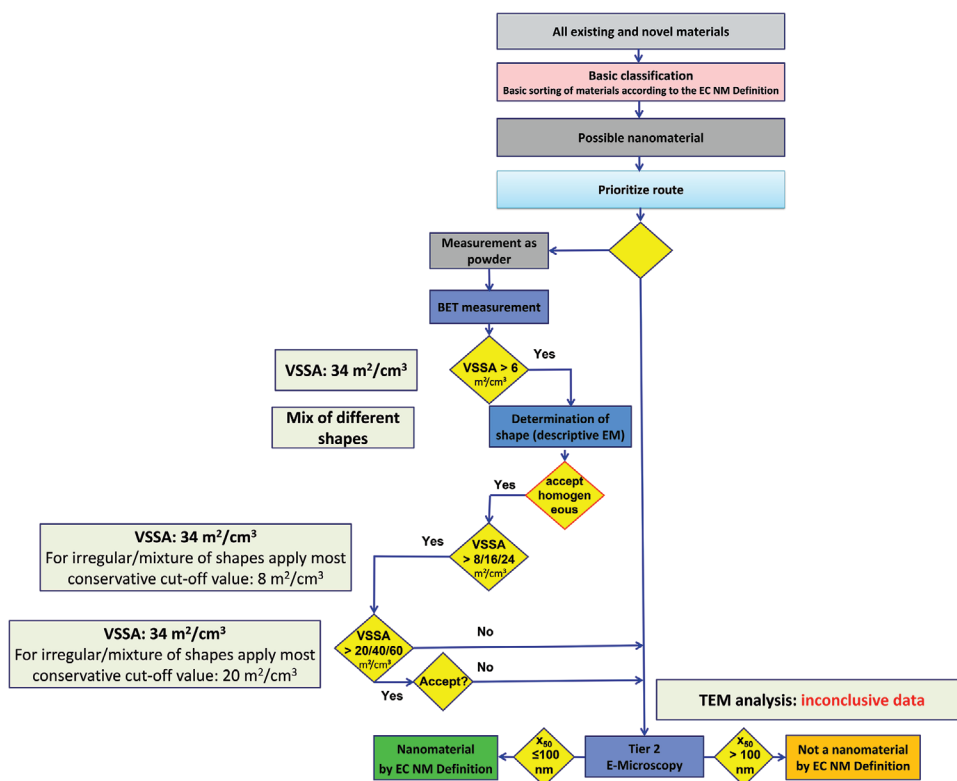 All existing and novel materials
Basic classification
Basic sorting of materials according to the EC NM Definition
Possible nanomaterial
Prioritize route
Measurement as
powder
BET measurement
Yes
VSSA: 34 m²/cm³
VSSA > 6
m²/cm³
Mix of different
shapes
Determination of
shape (descriptive EM)
Yes
accept
homogen
eous
VSSA: 34 m²/cm³
For irregular/mixture of shapes apply most
conservative cut-off value: 8 m²/cm³
Yes
VSSA
> 8/16/24
m²/cm³
VSSA: 34 m²/cm³
For irregular/mixture of shapes apply most
conservative cut-off value: 20 m²/cm³
VSSA
> 20/40/60
m²/cm³
No
Yes
Accept?
No
TEM analysis: inconclusive data
Nanomaterial
by EC NM Definition
x₅₀
≤100
nm
Tier 2
E-Microscopy
x₅₀
> 100
nm
Not a nanomaterial
by EC NM Definition